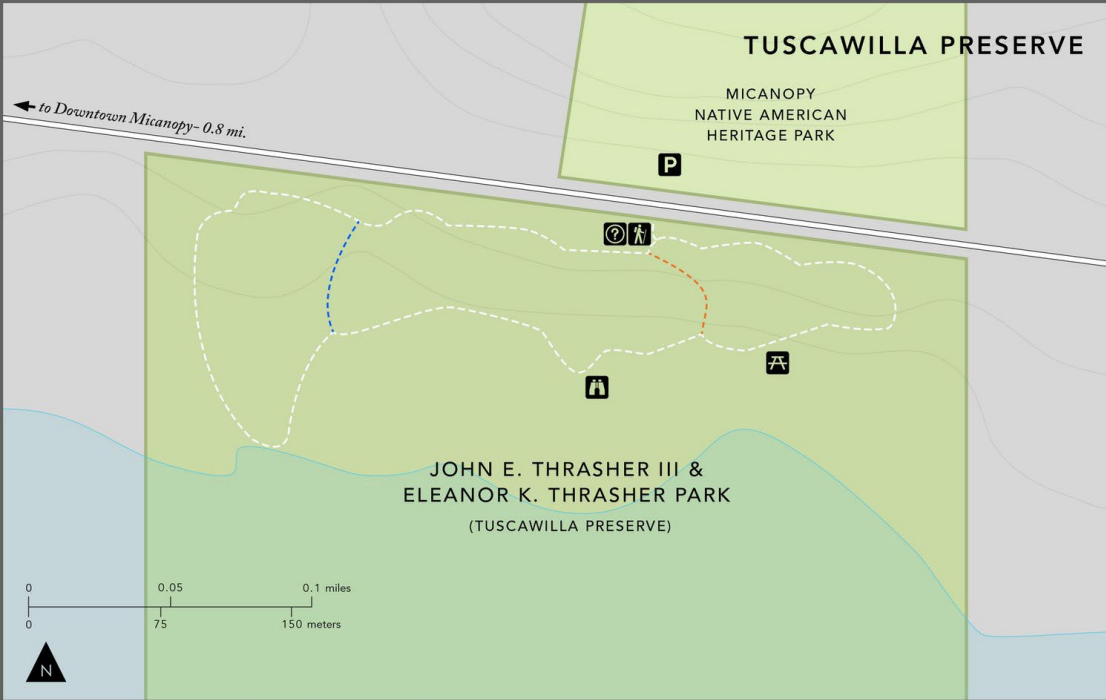 TUSCAWILLA PRESERVE
MICANOPY
NATIVE AMERICAN
HERITAGE PARK
to Downtown Micanopy- 0.8 mi.
P
?
JOHN E. THRASHER III &
ELEANOR K. THRASHER PARK
(TUSCAWILLA PRESERVE)
0 0.05 0.1 miles
0 75 150 meters
N